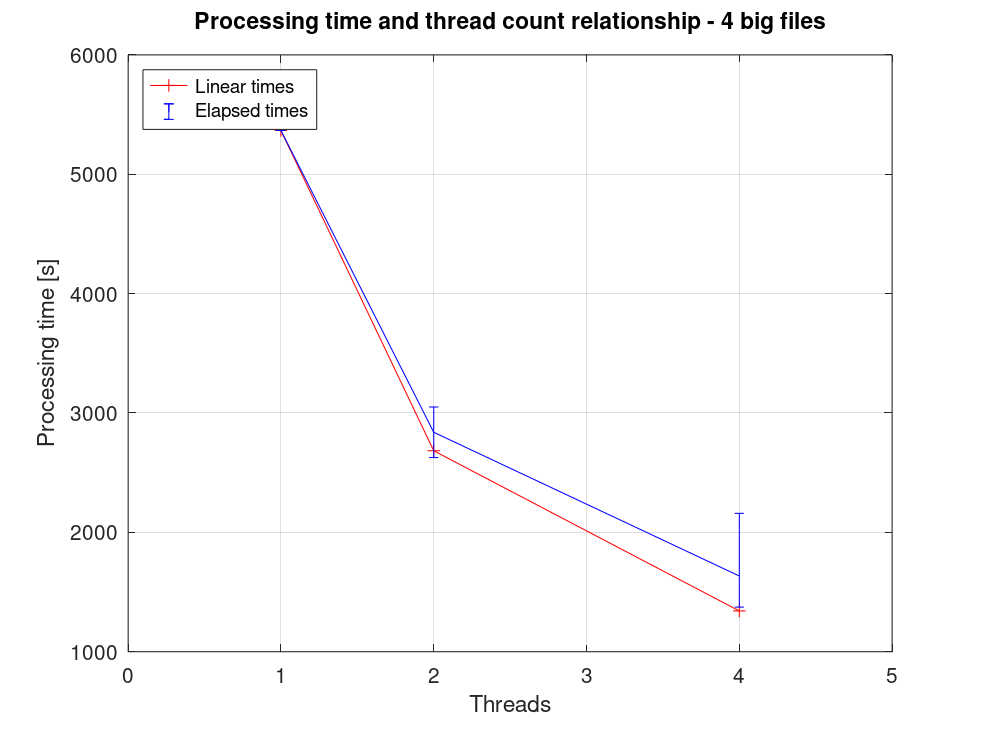 Processing time and thread count relationship - 4 big files
6000
Linear times
Elapsed times
5000
4000
Processing time [s]
3000
2000
1000
0 1 2 3 4 5
Threads